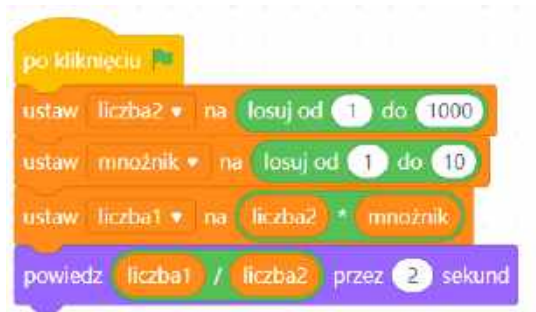 po kliknięciu
ustaw liczba2 na losuj od 1 do 1000
ustaw mnożnik na losuj od 1 do 10
ustaw liczba1 na liczba2 * mnożnik
powiedz liczba1 / liczba2 przez 2 sekund